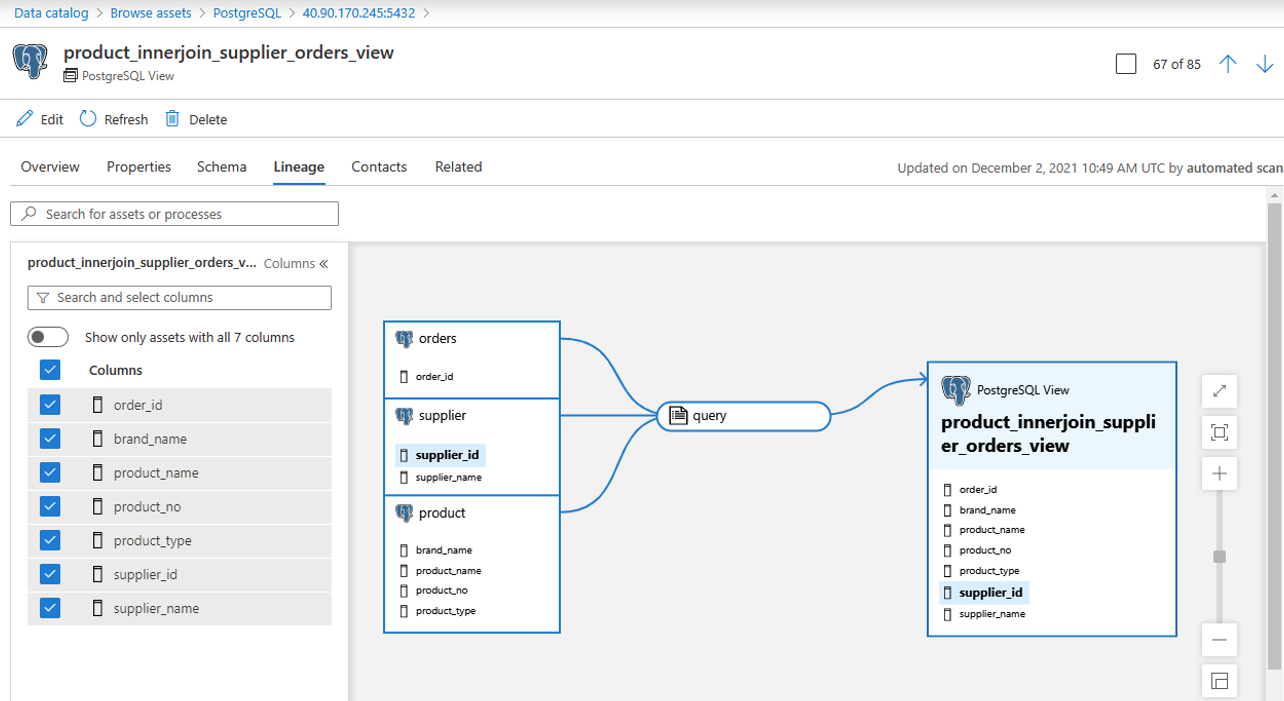 Data catalog > Browse assets > PostgreSQL > 40.90.170.245:5432 >
product_innerjoin_supplier_orders_view
PostgreSQL View
67 of 85
Edit Refresh Delete
Overview Properties Schema Lineage Contacts Related
Updated on December 2, 2021 10:49 AM UTC by automated scan
Search for assets or processes
product_innerjoin_supplier_orders_v... Columns «
Search and select columns
Show only assets with all 7 columns
Columns
order_id
brand_name
product_name
product_no
product_type
supplier_id
supplier_name
orders
order_id
supplier
supplier_id
supplier_name
product
brand_name
product_name
product_no
product_type
query
PostgreSQL View
product_innerjoin_suppli
er_orders_view
order_id
brand_name
product_name
product_no
product_type
supplier_id
supplier_name